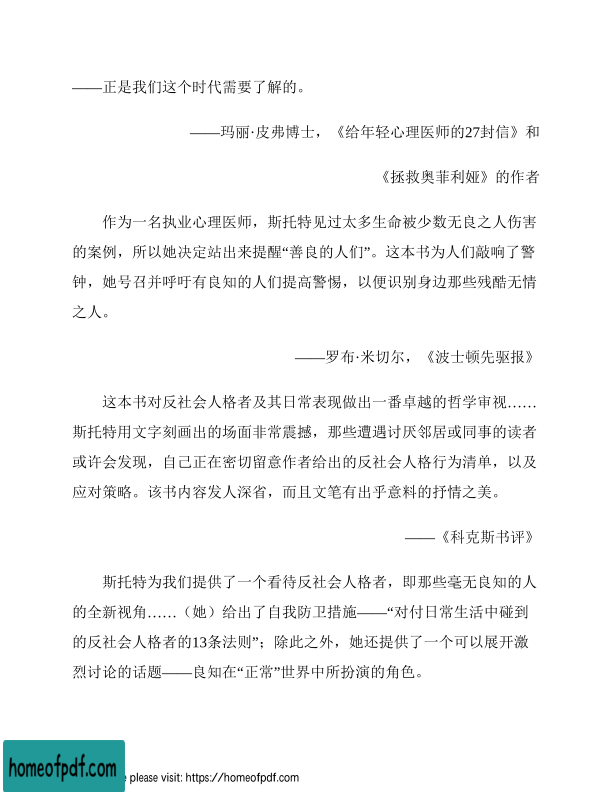 ——正是我们这个时代需要了解的。
——玛丽·皮弗博士，《给年轻心理医师的27封信》和
《拯救奥菲利娅》的作者
作为一名执业心理医师，斯托特见过太多生命被少数无良之人伤害
的案例，所以她决定站出来提醒“善良的人们”。这本书为人们敲响了警
钟，她号召并呼吁有良知的人们提高警惕，以便识别身边那些残酷无情
之人。
——罗布·米切尔，《波士顿先驱报》
这本书对反社会人格者及其日常表现做出一番卓越的哲学审视……
斯托特用文字刻画出的场面非常震撼，那些遭遇讨厌邻居或同事的读者
或许会发现，自己正在密切留意作者给出的反社会人格行为清单，以及
应对策略。该书内容发人深省，而且文笔有出乎意料的抒情之美。
——《科克斯书评》
斯托特为我们提供了一个看待反社会人格者，即那些毫无良知的人
的全新视角……（她）给出了自我防卫措施——“对付日常生活中碰到
的反社会人格者的13条法则”；除此之外，她还提供了一个可以展开激
烈讨论的话题——良知在“正常”世界中所扮演的角色。
homeofpdf.com
please visit: https://homeofpdf.com